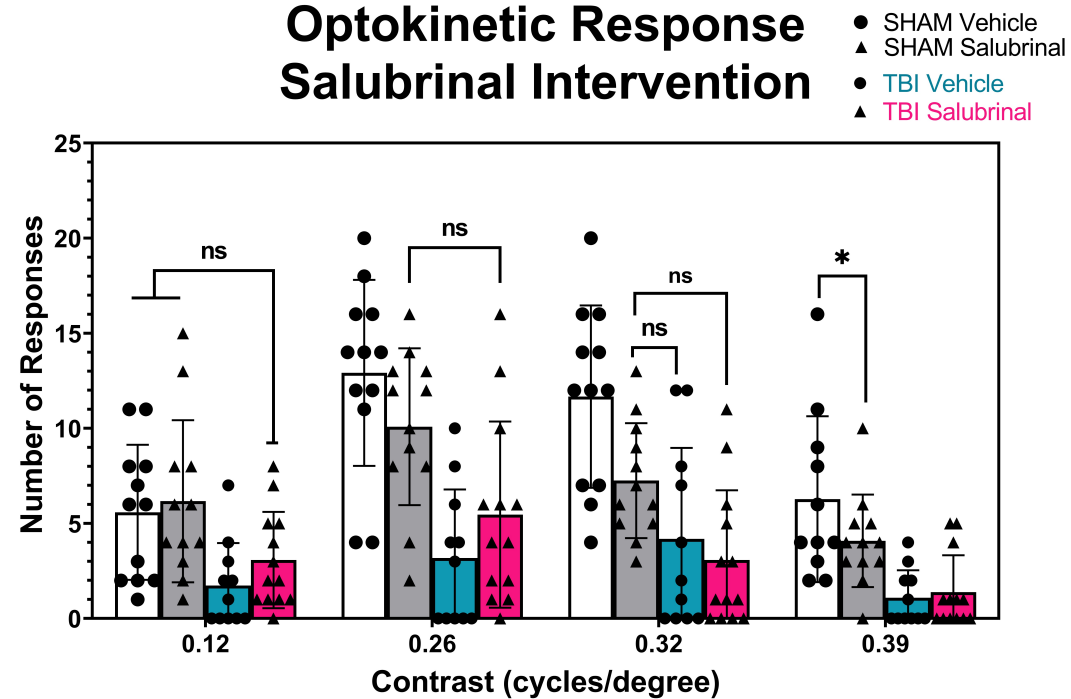 Optokinetic Response
Salubrinal Intervention
SHAM Vehicle
SHAM Salubrinal
TBI Vehicle
TBI Salubrinal
Number of Responses
25
20
15
10
5
0
ns
ns
ns
ns
*
0.12
0.26
0.32
0.39
Contrast (cycles/degree)